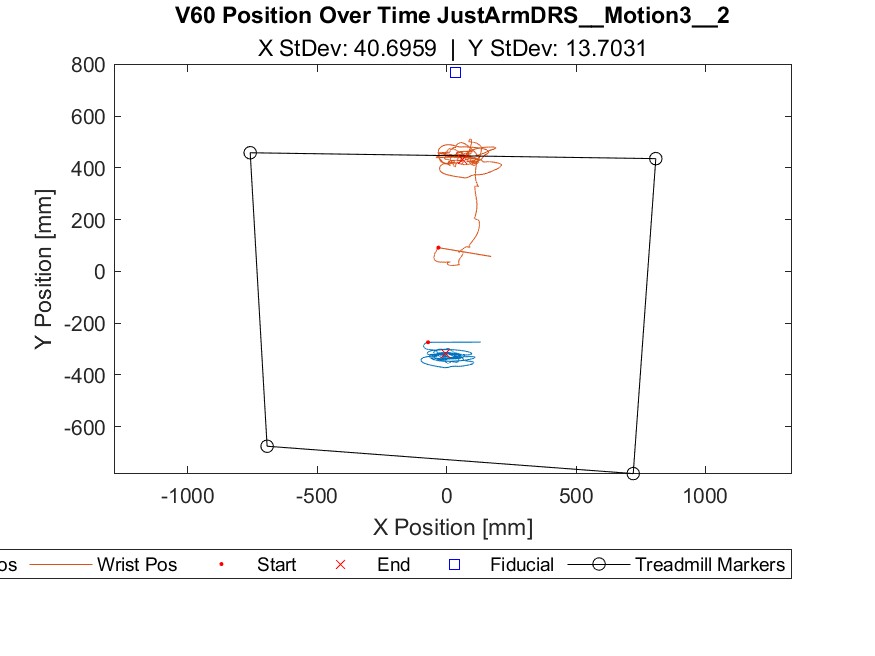 V60 Position Over Time JustArmDRS__Motion3__2
X StDev: 40.6959 | Y StDev: 13.7031
800
600
400
200
0
-200
-400
-600
Y Position [mm]
-1000 -500 0 500 1000
X Position [mm]
os Wrist Pos Start End Fiducial Treadmill Markers